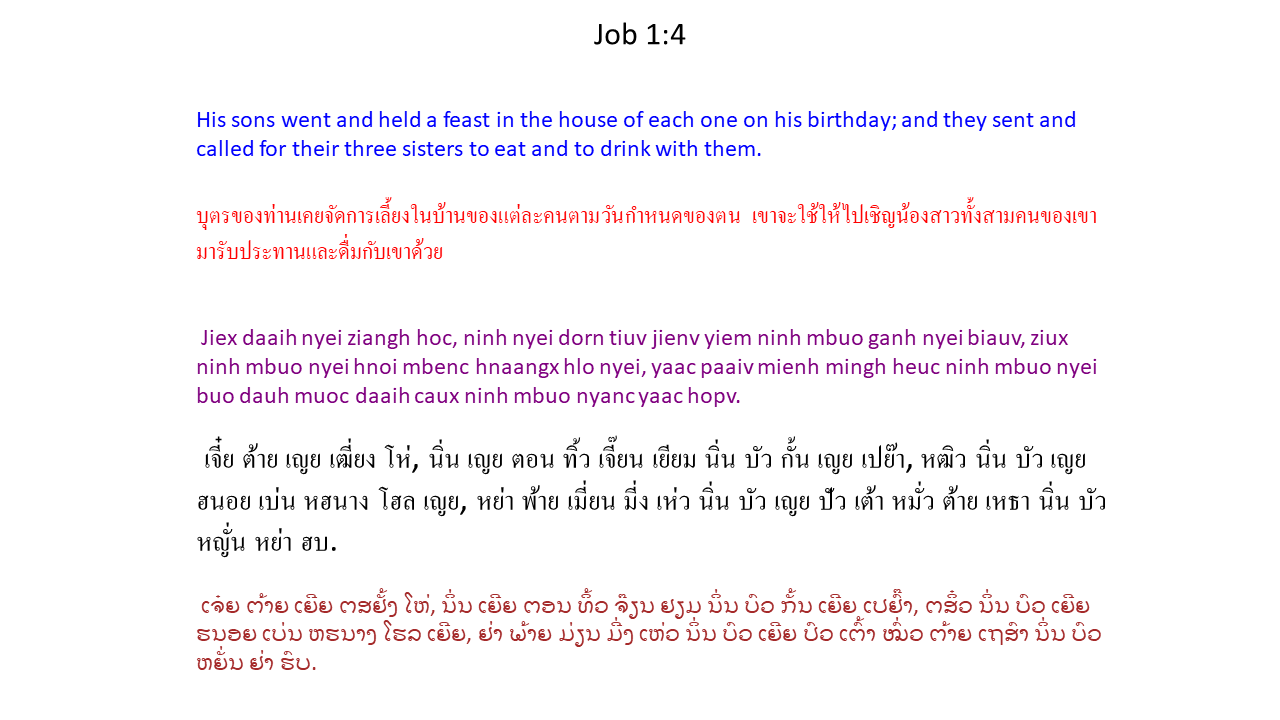 Job 1:4
His sons went and held a feast in the house of each one on his birthday; and they sent and
called for their three sisters to eat and to drink with them.
บุตรของท่านเคยจัดการเลี้ยงในบ้านของแต่ละคนตามวันกำหนดของตน เขาจะใช้ให้ไปเชิญน้องสาวทั้งสามคนของเขา
มารับประทานและดื่มกับเขาด้วย
Jiex daaih nyei ziangh hoc, ninh nyei dorn tiuv jienv yiem ninh mbuo ganh nyei biauv, ziux
ninh mbuo nyei hnoi mbenc hnaangx hlo nyei, yaac paaiv mienh mingh heuc ninh mbuo nyei
buo dauh muoc daaih caux ninh mbuo nyanc yaac hopv.
เจี๋ย ต้าย เญย เฒี่ยง โห่, นิ่น เญย ตอน ทิ้ว เจี๊ยน เยียม นิ่น บัว กั้น เญย เปย๊า, หฒิว นิ่น บัว เญย
ฮนอย เบ่น หฮนาง โฮล เญย, หย่า พ้าย เมี่ยน มี่ง เห่ว นิ่น บัว เญย ปัว เต้า หมั่ว ต้าย เหธา นิ่น บัว
หญั่น หย่า ฮบ.
ເຈ๋ຍ ຕ້າຍ ເຍີຍ ຕສຢັ້ງ ໂຫ່, ນິ່ນ ເຍີຍ ຕອນ ທິ້ວ ຈ໊ຽນ ຢຽມ ນິ່ນ ບົວ ກັ້ນ ເຍີຍ ເປຢົ໊າ, ຕສິ໋ວ ນິ່ນ ບົວ ເຍີຍ
ຮນອຍ ເບ່ນ ຫຮນາງ ໂຮລ ເຍີຍ, ຢ່າ ພ້າຍ ມ່ຽນ ມີ່ງ ເຫ່ວ ນິ່ນ ບົວ ເຍີຍ ປົວ ເຕົ້າ ໝົ່ວ ຕ້າຍ ເຖສົາ ນິ່ນ ບົວ
ຫຍັ່ນ ຢ່າ ຮົບ.